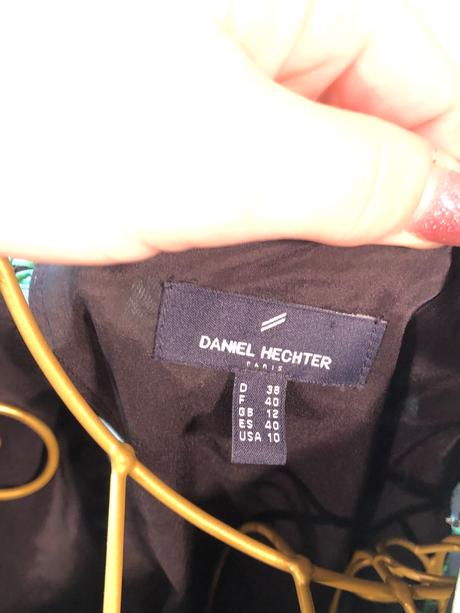 DANIEL HECHTER
PARIS
D 38
F 40
GB 12
ES 40
USA 10